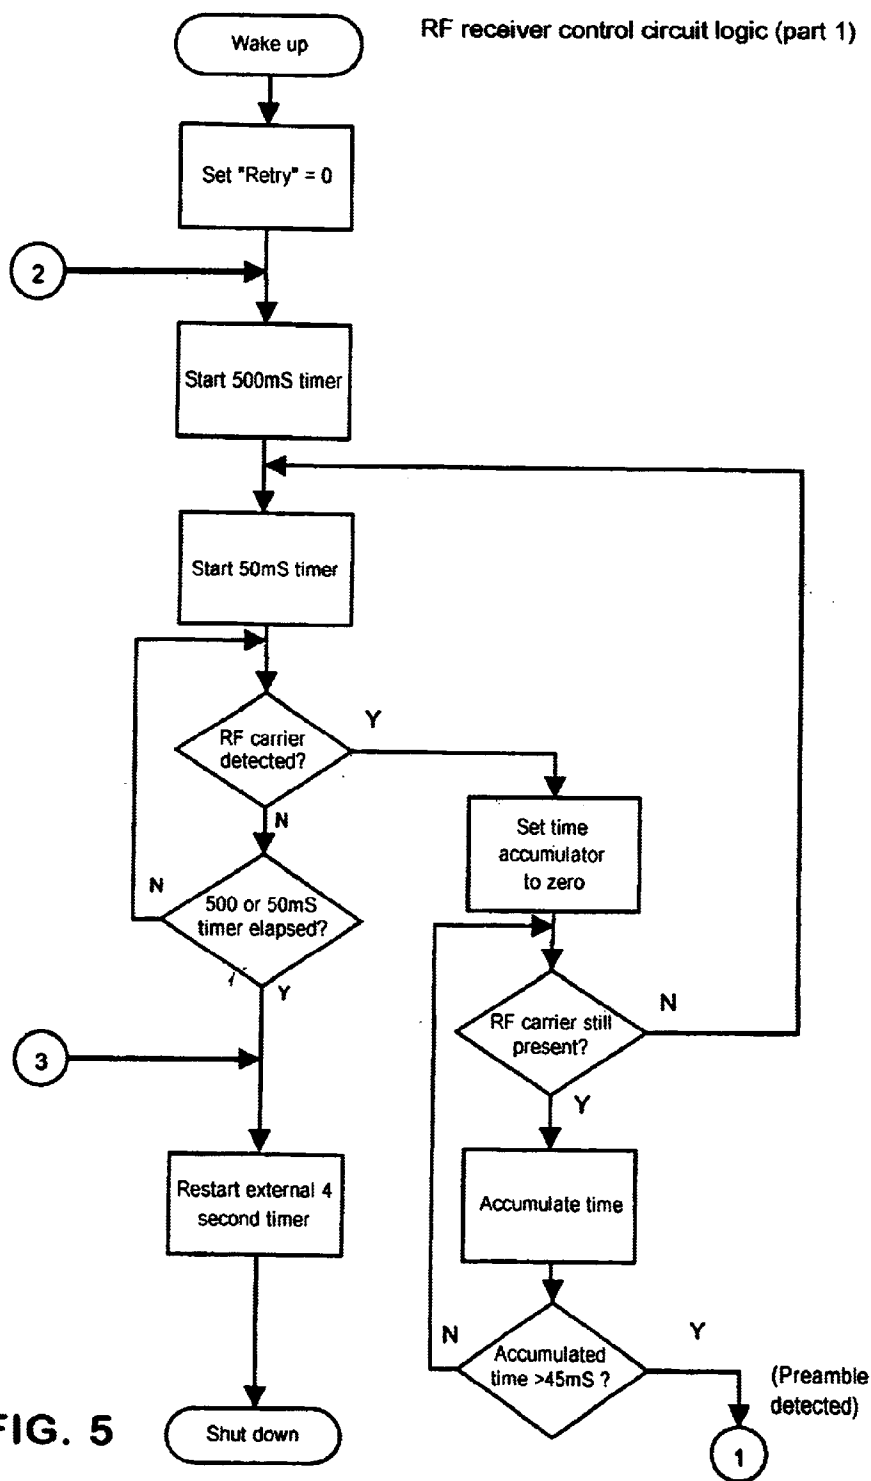 RF receiver control circuit logic (part 1)
Wake up
Set "Retry" = 0
2
Start 500mS timer
Start 50mS timer
RF carrier
detected?
Y
N
500 or 50mS
timer elapsed?
N
Y
3
Restart external 4
second timer
Shut down
Set time
accumulator
to zero
RF carrier still
present?
N
Y
Accumulate time
Accumulated
time >45mS ?
N
Y
(Preamble
detected)
1
FIG. 5